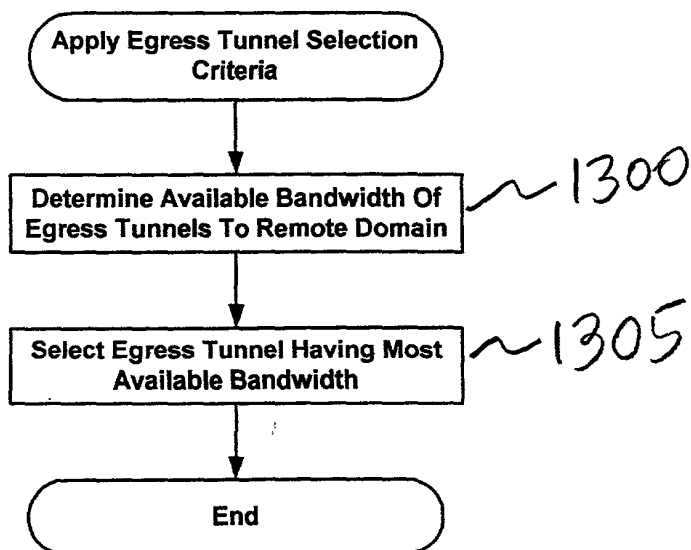 Apply Egress Tunnel Selection
Criteria
Determine Available Bandwidth Of
Egress Tunnels To Remote Domain
1300
Select Egress Tunnel Having Most
Available Bandwidth
1305
End